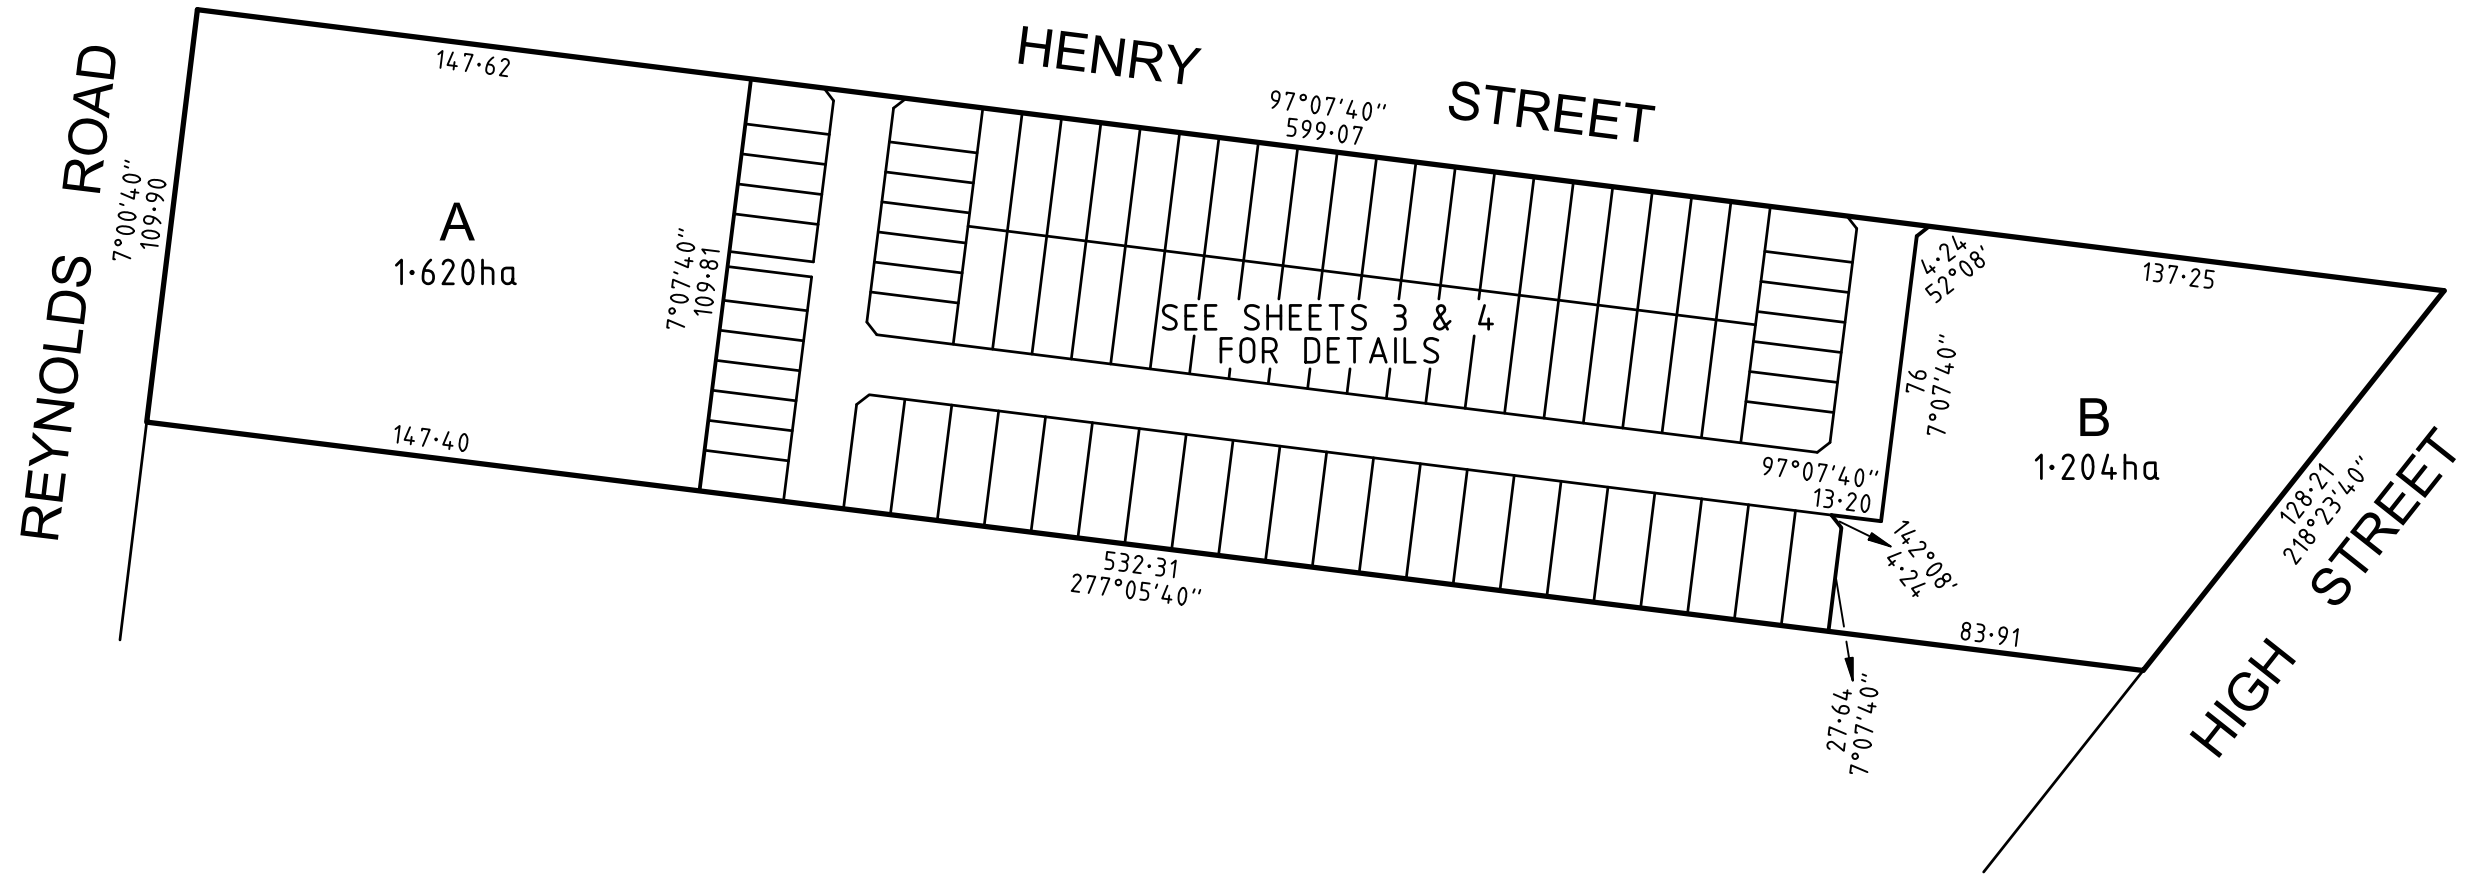 HENRY STREET
147·62
97°07'40"
599·07
REYNOLDS ROAD
7°00'40"
109·90
A
1·620ha
7°07'40"
109·81
147·40
SEE SHEETS 3 & 4
FOR DETAILS
4·24
52°08'
137·25
76
7°07'40"
B
1·204ha
97°07'40"
13·20
142°08'
4·24
128·21
218°23'40"
HIGH STREET
532·31
277°05'40"
83·91
27·64
7°07'40"